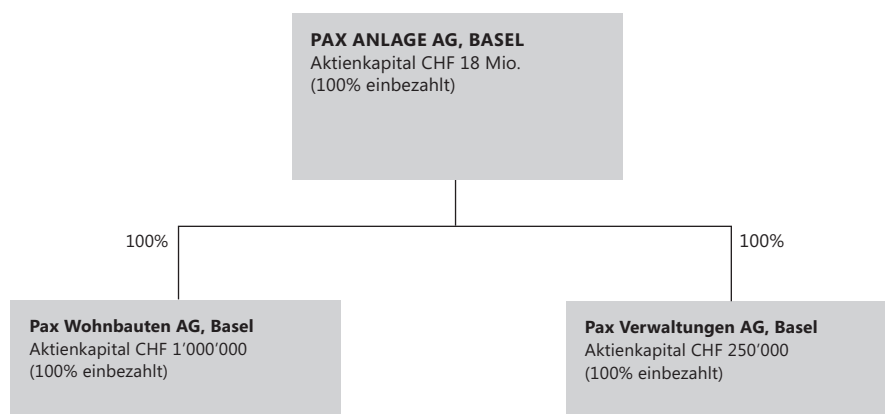 PAX ANLAGE AG, BASEL
Aktienkapital CHF 18 Mio.
(100% einbezahlt)
100%
100%
Pax Wohnbauten AG, Basel
Aktienkapital CHF 1’000’000
(100% einbezahlt)
Pax Verwaltungen AG, Basel
Aktienkapital CHF 250’000
(100% einbezahlt)